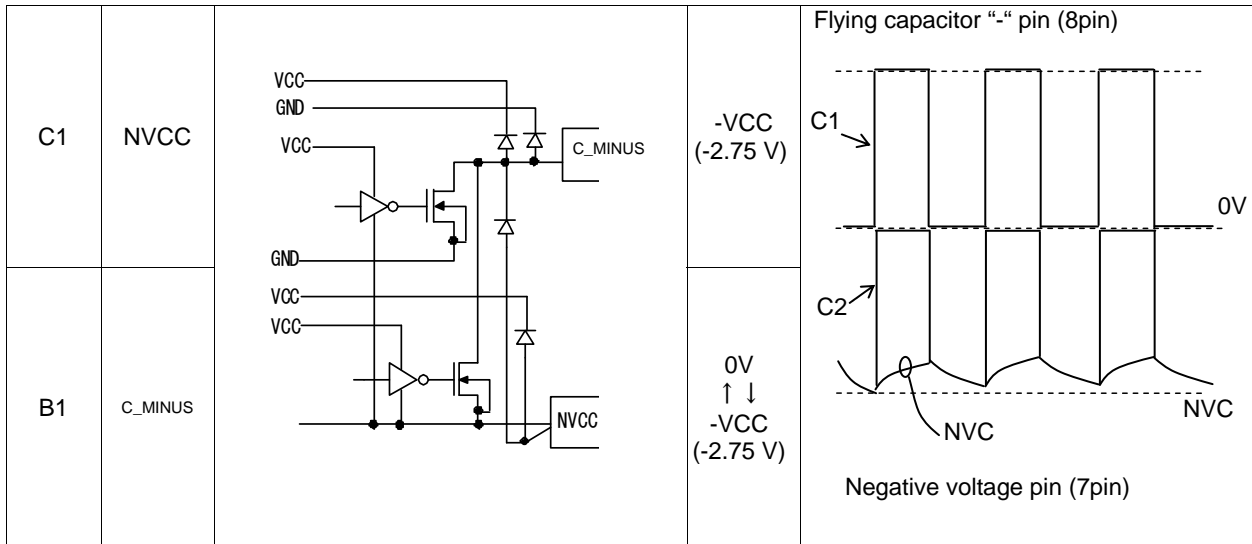 Flying capacitor “-“ pin (8pin)
C1
NVCC
VCC
GND
VCC
C_MINUS
GND
-VCC
(-2.75 V)
C1
0V
B1
C_MINUS
VCC
VCC
NVCC
0V
↑ ↓
-VCC
(-2.75 V)
C2
NVC
NVC
Negative voltage pin (7pin)